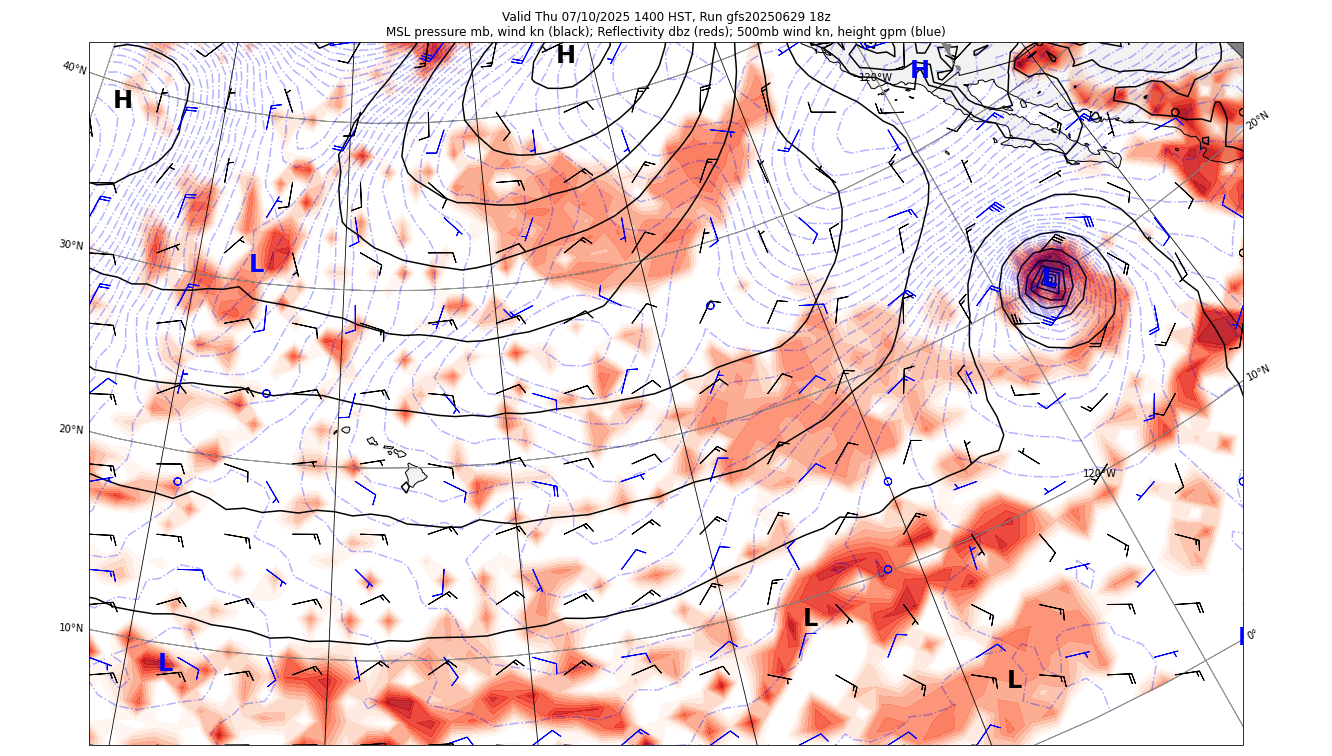 Valid Thu 07/10/2025 1400 HST, Run gfs20250629 18z
MSL pressure mb, wind kn (black); Reflectivity dbz (reds); 500mb wind kn, height gpm (blue)
H
H
40°N
H
120°W
20°N
30°N
L
L
10°N
20°N
120°W
10°N
L
0°
L
L